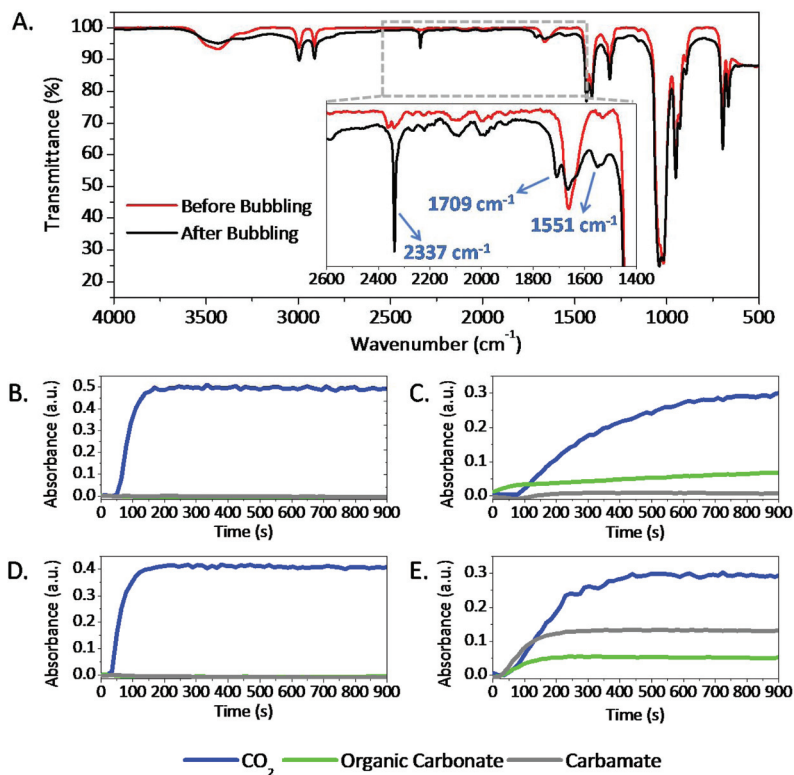 A.
Transmittance (%)
100
90
80
70
60
50
40
30
20
Before Bubbling
After Bubbling
1709 cm⁻¹
1551 cm⁻¹
2337 cm⁻¹
2600 2400 2200 2000 1800 1600 1400
4000 3500 3000 2500 2000 1500 1000 500
Wavenumber (cm⁻¹)
B.
Absorbance (a.u.)
0.5
0.4
0.3
0.2
0.1
0.0
0 100 200 300 400 500 600 700 800 900
Time (s)
C.
Absorbance (a.u.)
0.3
0.2
0.1
0.0
0 100 200 300 400 500 600 700 800 900
Time (s)
D.
Absorbance (a.u.)
0.4
0.3
0.2
0.1
0.0
0 100 200 300 400 500 600 700 800 900
Time (s)
E.
Absorbance (a.u.)
0.3
0.2
0.1
0.0
0 100 200 300 400 500 600 700 800 900
Time (s)
CO₂ Organic Carbonate Carbamate